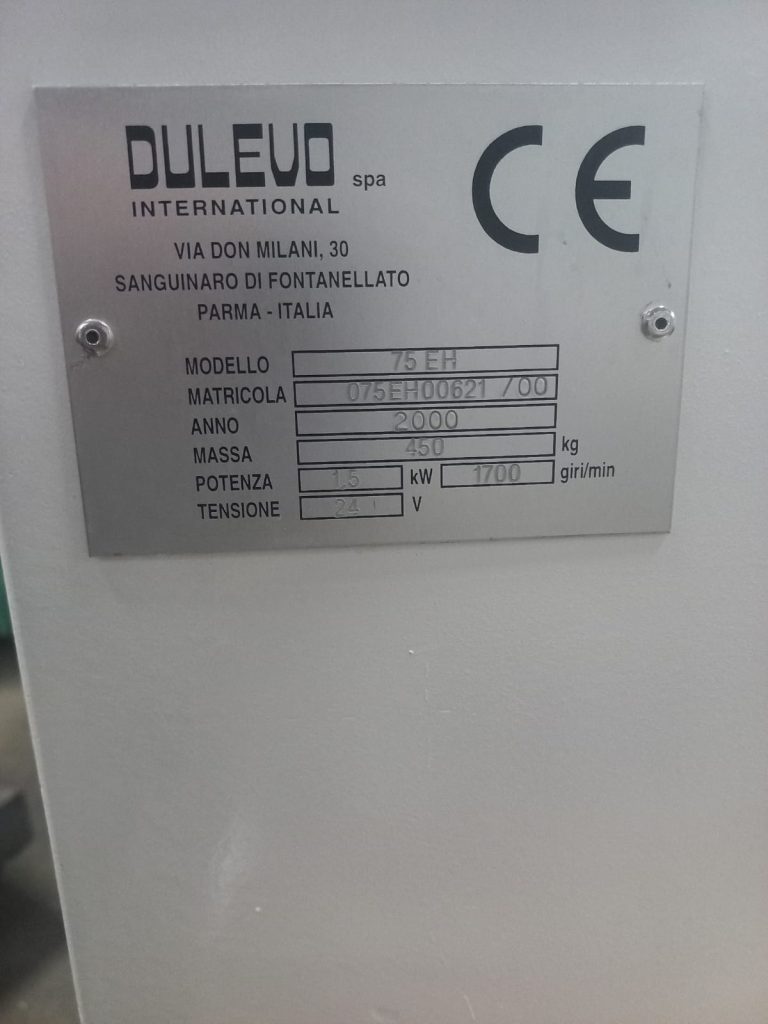 DULEVO spa
INTERNATIONAL
CE
VIA DON MILANI, 30
SANGUINARO DI FONTANELLATO
PARMA - ITALIA
MODELLO 75 EH
MATRICOLA 075EH00621 /00
ANNO 2000
MASSA 450 kg
POTENZA 1.5 kW 1700 giri/min
TENSIONE 24 V